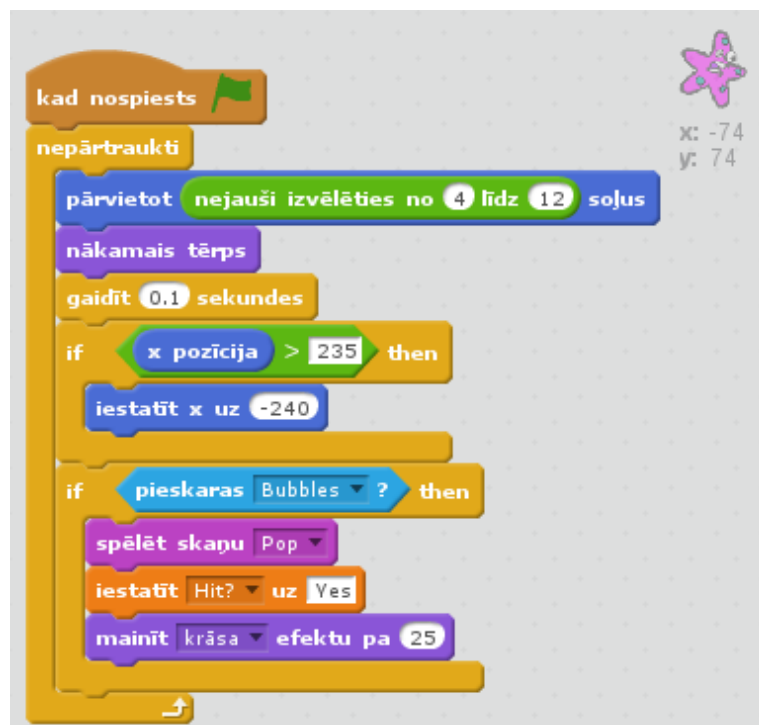 kad nospiests
nepārtraukti
pārvietot nejauši izvēlēties no 4 līdz 12 soļus
nākamais tērps
gaidīt 0.1 sekundes
if x pozīcija > 235 then
iestatīt x uz -240
if pieskaras Bubbles ? then
spēlēt skaņu Pop
iestatīt Hit? uz Yes
mainīt krāsa efektu pa 25
x: -74
y: 74